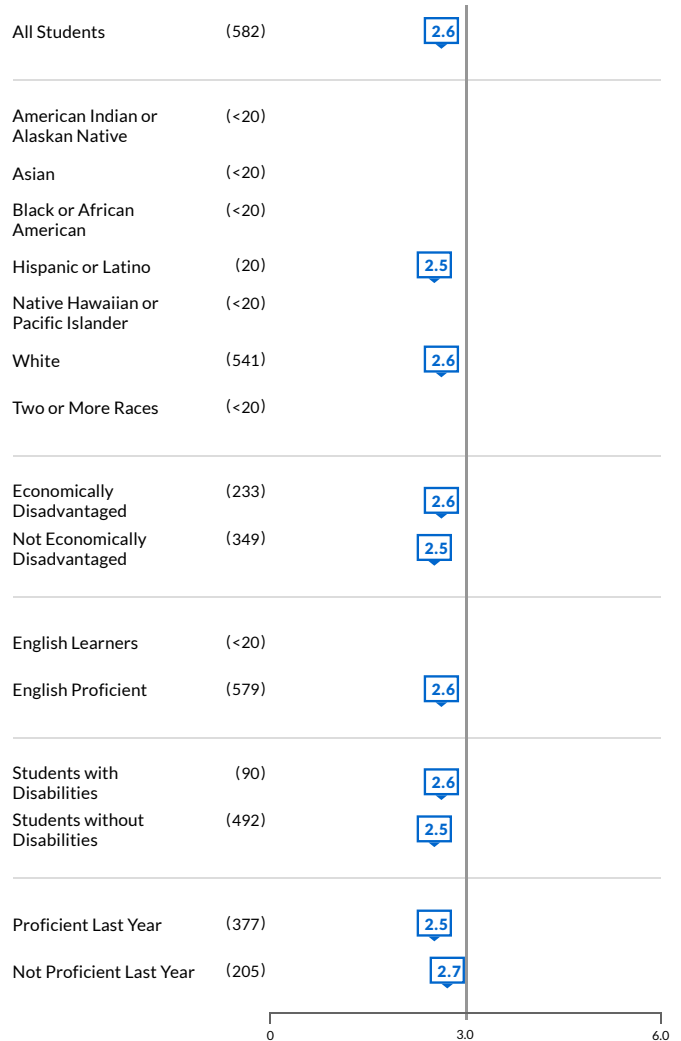 All Students (582) 2.6
American Indian or (<20)
Alaskan Native
Asian (<20)
Black or African (<20)
American
Hispanic or Latino (20) 2.5
Native Hawaiian or (<20)
Pacific Islander
White (541) 2.6
Two or More Races (<20)
Economically (233) 2.6
Disadvantaged
Not Economically (349) 2.5
Disadvantaged
English Learners (<20)
English Proficient (579) 2.6
Students with (90) 2.6
Disabilities
Students without (492) 2.5
Disabilities
Proficient Last Year (377) 2.5
Not Proficient Last Year (205) 2.7
0 3.0 6.0